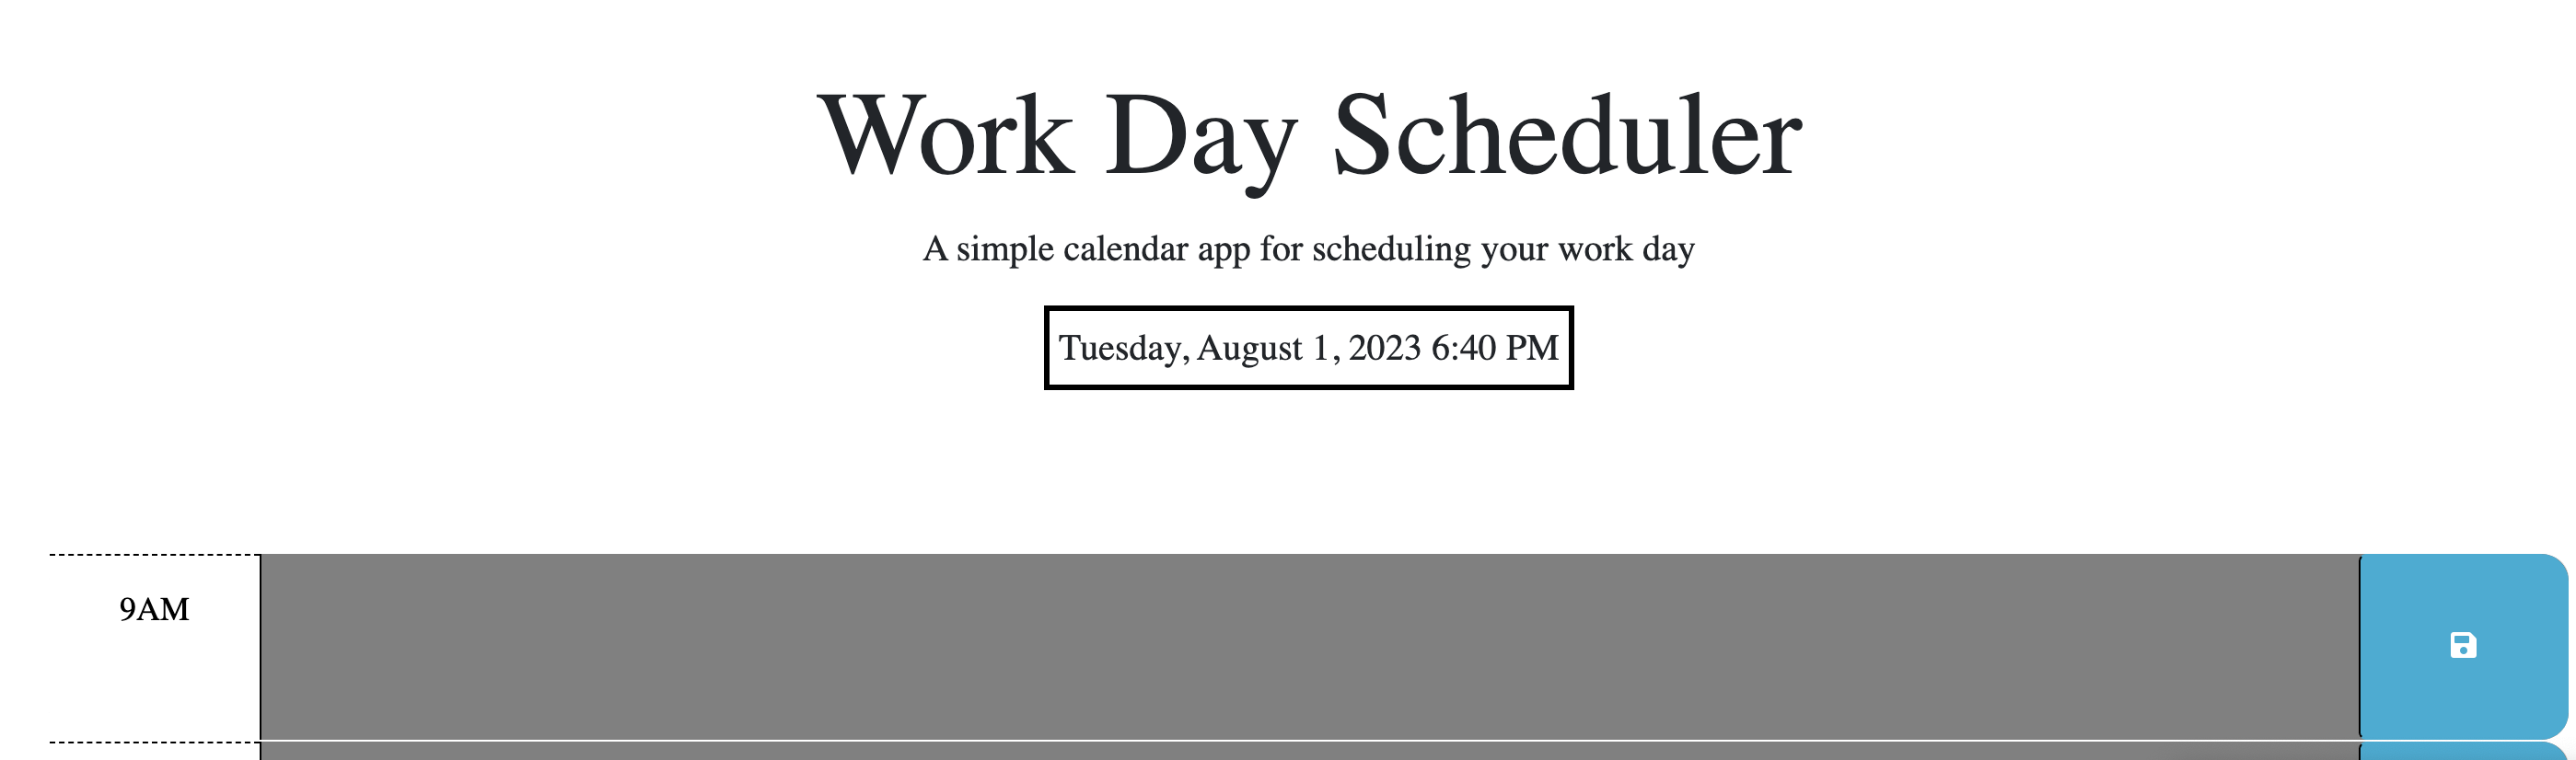 Work Day Scheduler
A simple calendar app for scheduling your work day
Tuesday, August 1, 2023 6:40 PM
9AM